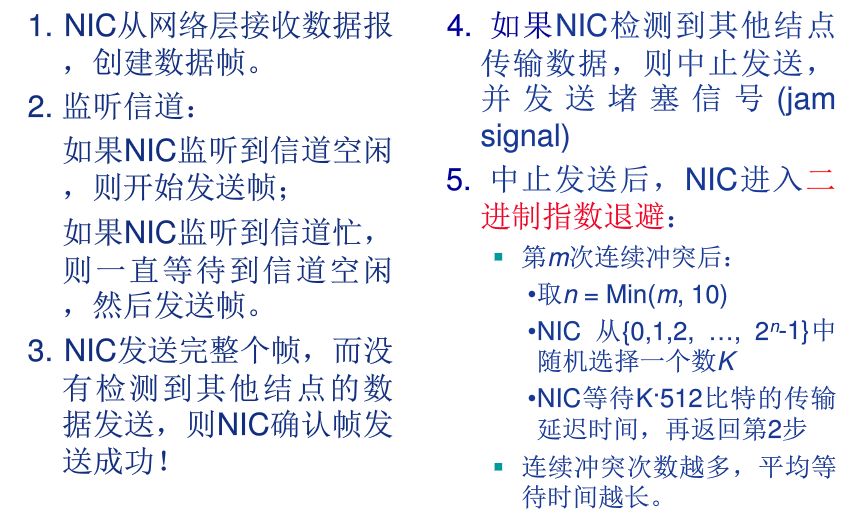 1. NIC从网络层接收数据报
，创建数据帧。
2. 监听信道：
如果NIC监听到信道空闲
，则开始发送帧；
如果NIC监听到信道忙，
则一直等待到信道空闲
，然后发送帧。
3. NIC发送完整个帧，而没
有检测到其他结点的数
据发送，则NIC确认帧发
送成功！
4. 如果NIC检测到其他结点
传输数据，则中止发送，
并发送堵塞信号(jam
signal)
5. 中止发送后，NIC进入二
进制指数退避：
▪ 第m次连续冲突后：
•取n = Min(m, 10)
•NIC 从{0,1,2, …, 2ⁿ-1}中
随机选择一个数K
•NIC等待K·512比特的传输
延迟时间，再返回第2步
▪ 连续冲突次数越多，平均等
待时间越长。